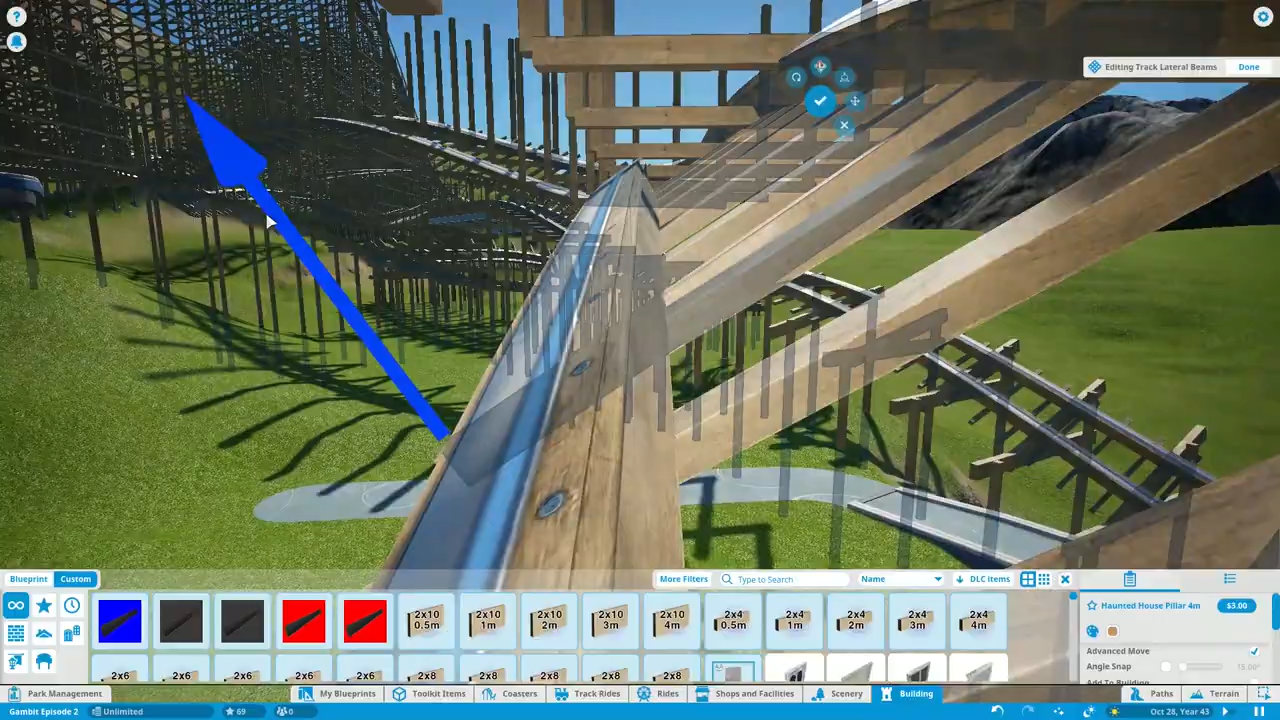 Editing Track Lateral Beams Done
Blueprint Custom More Filters Type to Search Name DLC items
2x10 0.5m 2x10 1m 2x10 2m 2x10 3m 2x10 4m 2x4 0.5m 2x4 1m 2x4 2m 2x4 3m 2x4 4m
2x6 2x6 2x6 2x6 2x6 2x8 2x8 2x8 2x8 2x8
Haunted House Pillar 4m $3.00
Advanced Move
Angle Snap 15.00°
Park Management My Blueprints Toolkit Items Coasters Track Rides Rides Shops and Facilities Scenery Building Paths Terrain
Gambit Episode 2 Unlimited 69 0 Oct 28, Year 43